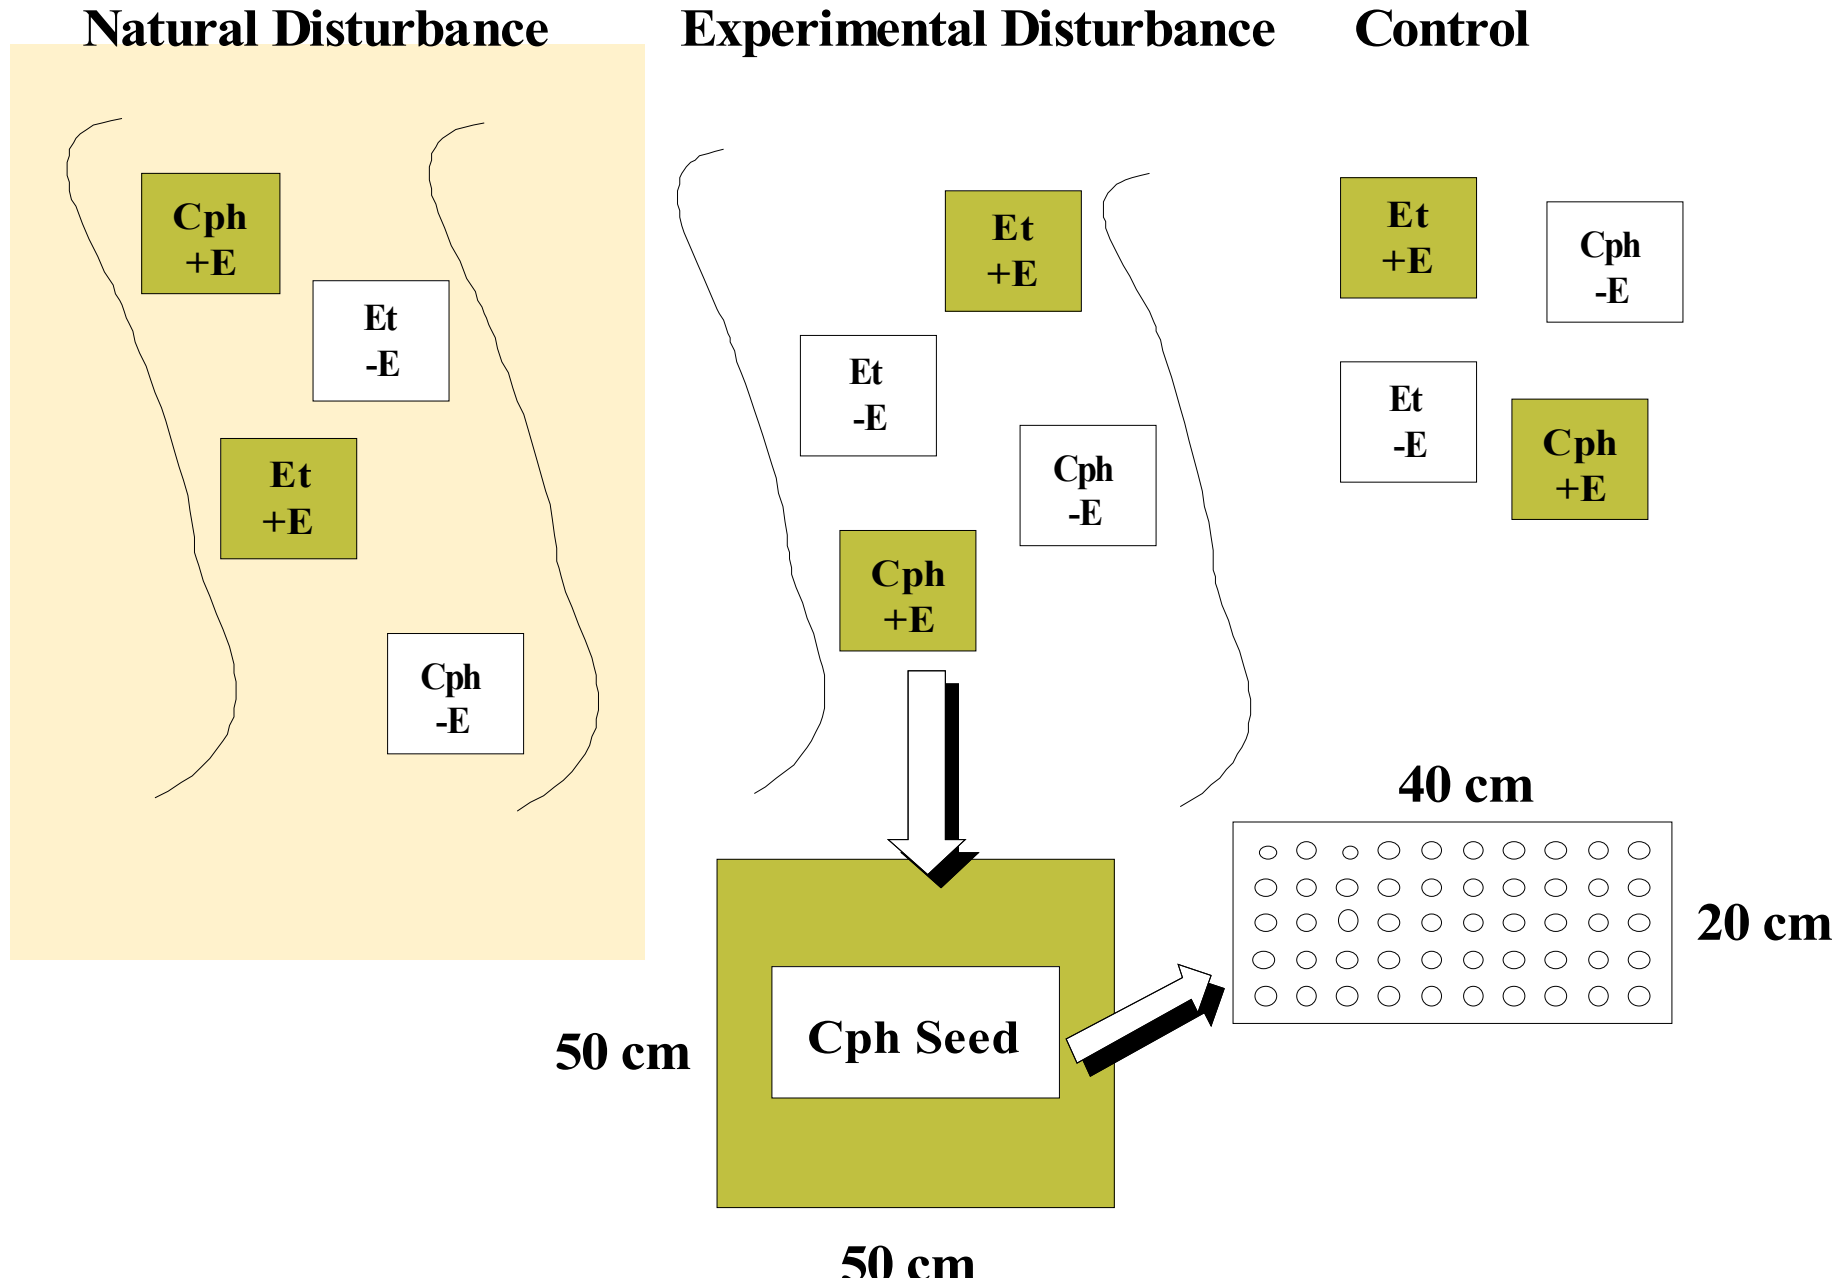 Natural Disturbance
Experimental Disturbance
Control
Cph
+E
Et
-E
Et
+E
Cph
-E
Et
+E
Et
-E
Cph
-E
Cph
+E
Et
+E
Cph
-E
Et
-E
Cph
+E
40 cm
20 cm
Cph Seed
50 cm
50 cm